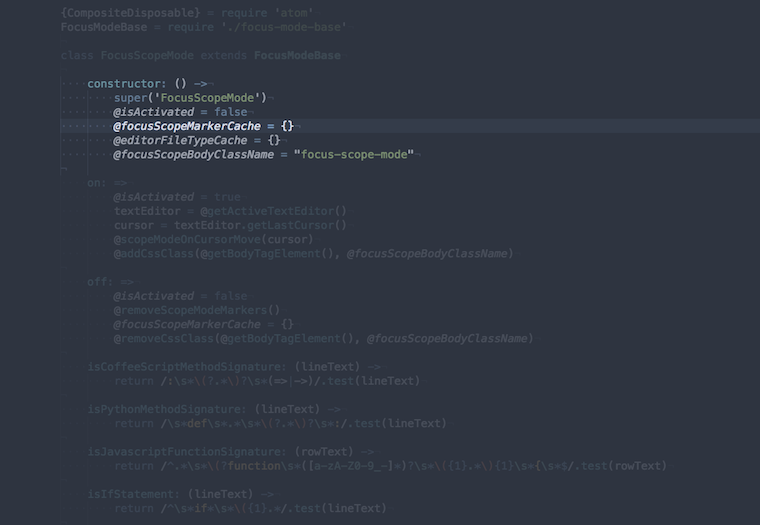 {CompositeDisposable} = require 'atom'
FocusModeBase = require './focus-mode-base'
class FocusScopeMode extends FocusModeBase
constructor: () ->
super('FocusScopeMode')
@isActivated = false
@focusScopeMarkerCache = {}
@editorFileTypeCache = {}
@focusScopeBodyClassName = "focus-scope-mode"
on: =>
@isActivated = true
textEditor = @getActiveTextEditor()
cursor = textEditor.getLastCursor()
@scopeModeOnCursorMove(cursor)
@addCssClass(@getBodyTagElement(), @focusScopeBodyClassName)
off: =>
@isActivated = false
@removeScopeModeMarkers()
@focusScopeMarkerCache = {}
@removeCssClass(@getBodyTagElement(), @focusScopeBodyClassName)
isCoffeeScriptMethodSignature: (lineText) ->
return /:\s*\(?.*\)?\s*(=>|->)/.test(lineText)
isPythonMethodSignature: (lineText) ->
return /\s*def\s*.*\s*\(?.*\)?\s*:/.test(lineText)
isJavascriptFunctionSignature: (rowText) ->
return /^.*\s*\(?function\s*([a-zA-Z0-9_-]*)?\s*\({1}.*\){1}\s*{\s*$/.test(rowText)
isIfStatement: (lineText) ->
return /^\s*if*\s*\({1}.*/.test(lineText)